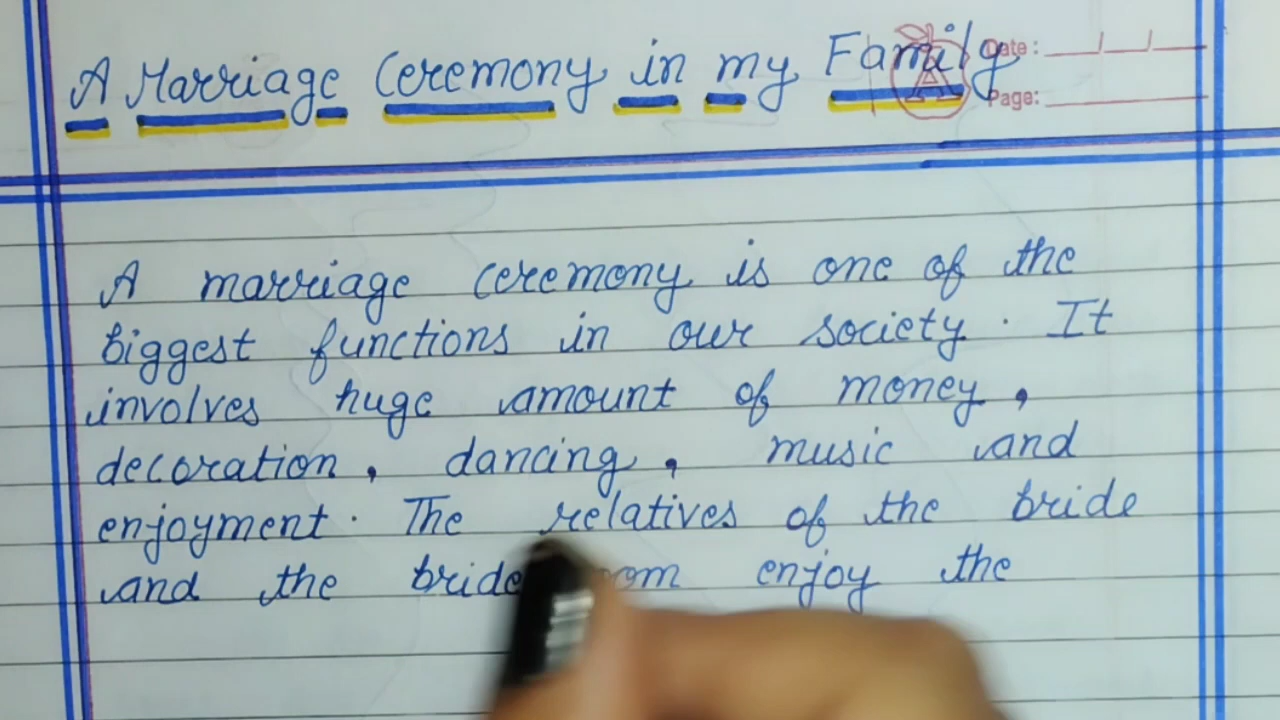 A Marriage Ceremony in my Family
Date :
Page:
A marriage ceremony is one of the
biggest functions in our society. It
involves huge amount of money,
decoration, dancing, music and
enjoyment. The relatives of the bride
and the enjoy the